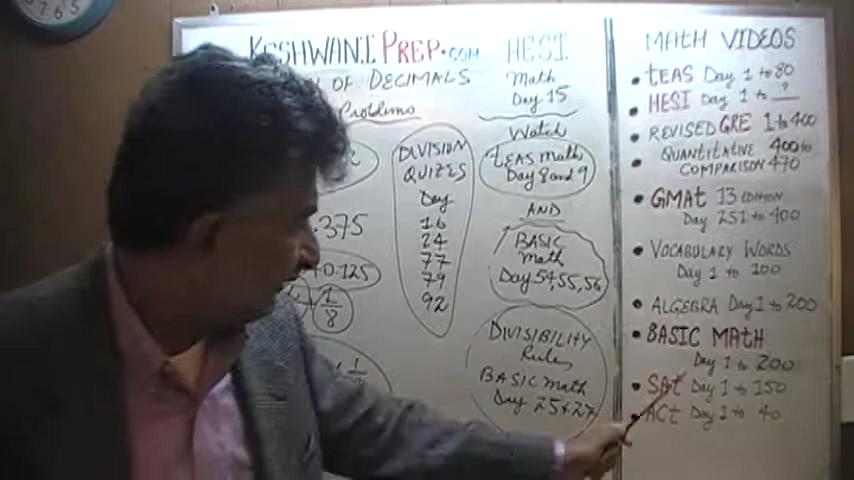 KESHWANI PREP.COM
OF DECIMALS
Problems
.375
0.125
1/8
DIVISION
QUIZES
Day
16
24
77
79
92
HESI
Math
Day 15
Watch
TEAS Math
Day 8 and 9
AND
BASIC
Math
Day 54, 55, 56
DIVISIBILITY
Rules
BASIC Math
Day 25 & 27
MATH VIDEOS
• TEAS Day 1 to 80
• HESI Day 1 to ?
• REVISED GRE 1 to 400
• QUANTITATIVE 400 to
COMPARISON 470
• GMAT 13 EDITION
Day 251 to 400
• VOCABULARY WORDS
Day 1 to 100
• ALGEBRA Day 1 to 200
• BASIC MATH
Day 1 to 200
• SAT Day 1 to 150
• ACT Day 1 to 40
7 6 5